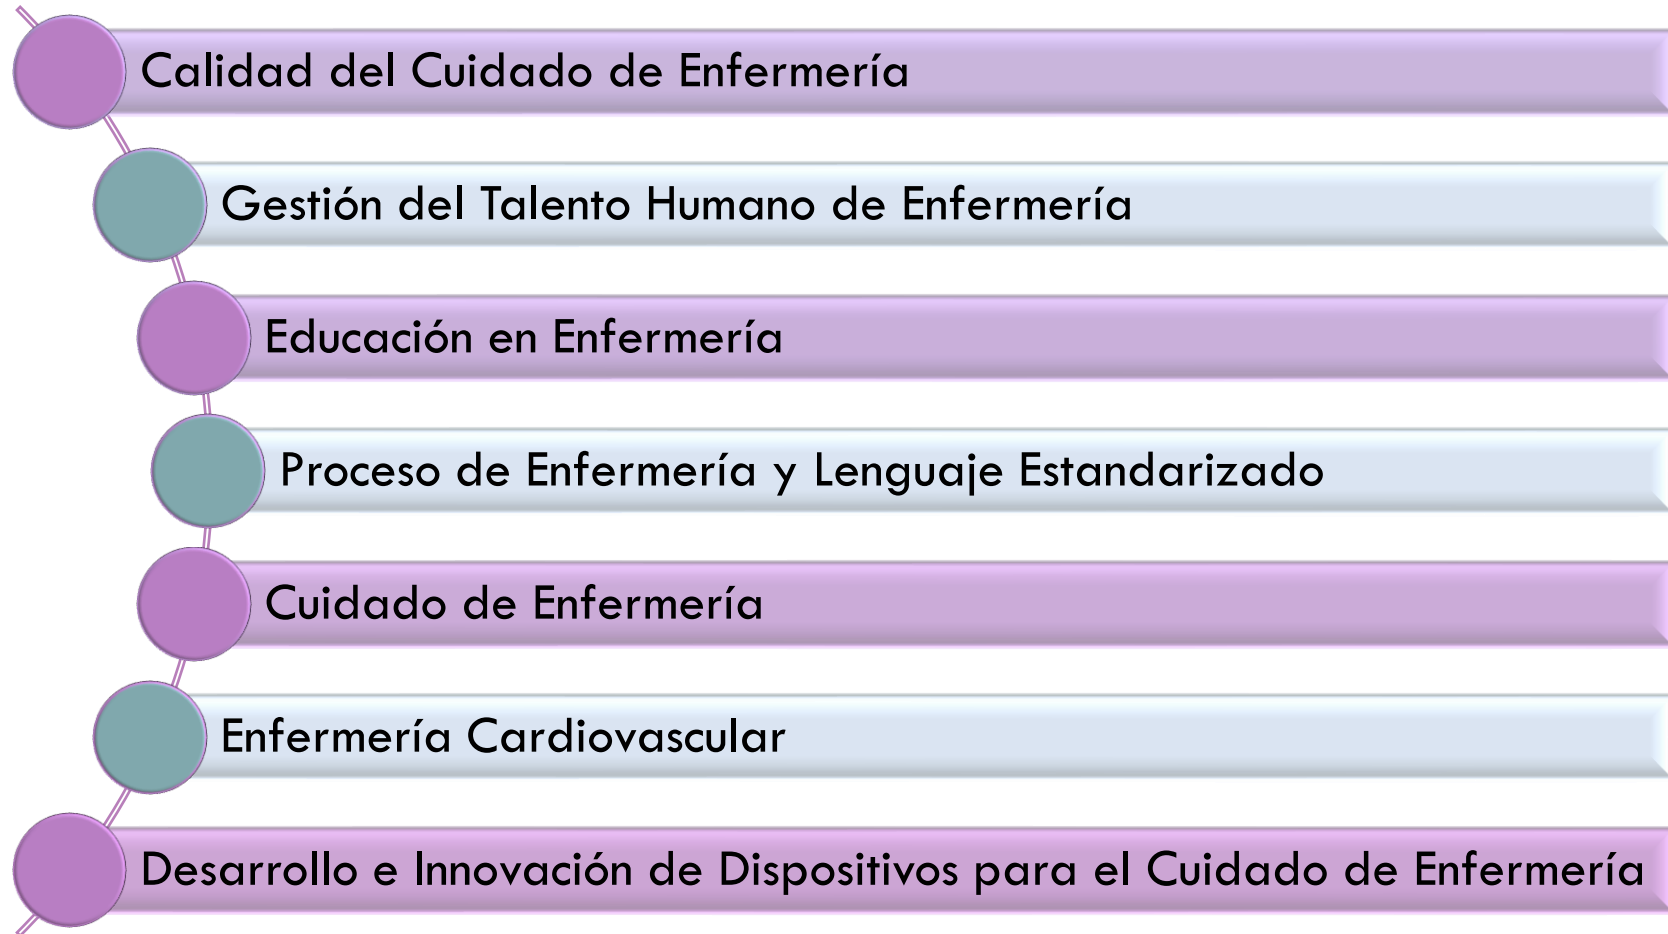 Calidad del Cuidado de Enfermería
Gestión del Talento Humano de Enfermería
Educación en Enfermería
Proceso de Enfermería y Lenguaje Estandarizado
Cuidado de Enfermería
Enfermería Cardiovascular
Desarrollo e Innovación de Dispositivos para el Cuidado de Enfermería